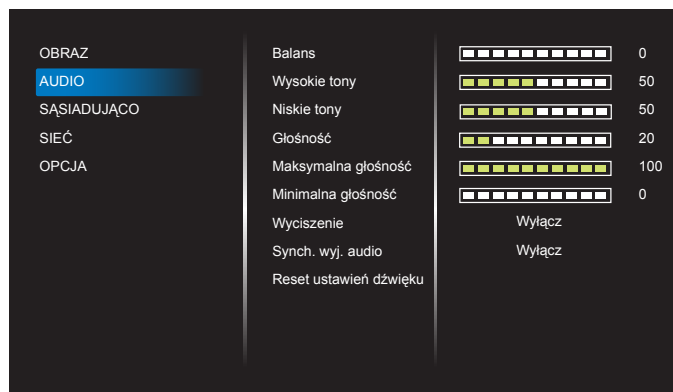 OBRAZ
AUDIO
SĄSIADUJĄCO
SIEĆ
OPCJA
Balans 0
Wysokie tony 50
Niskie tony 50
Głośność 20
Maksymalna głośność 100
Minimalna głośność 0
Wyciszenie Wyłącz
Synch. wyj. audio Wyłącz
Reset ustawień dźwięku